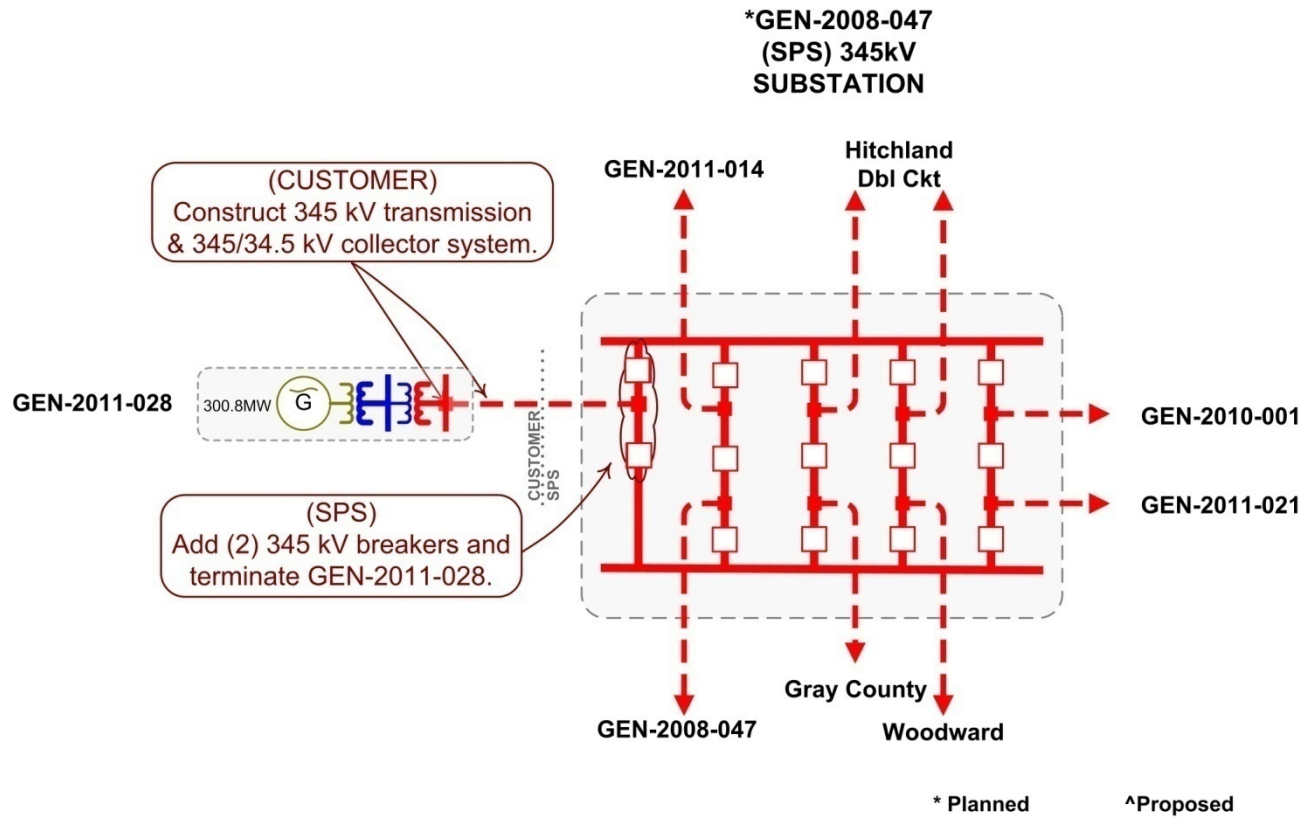 *GEN-2008-047
(SPS) 345kV
SUBSTATION
GEN-2011-014
Hitchland
Dbl Ckt
(CUSTOMER)
Construct 345 kV transmission
& 345/34.5 kV collector system.
GEN-2011-028
300.8MW
G
CUSTOMER
SPS
GEN-2010-001
GEN-2011-021
(SPS)
Add (2) 345 kV breakers and
terminate GEN-2011-028.
GEN-2008-047
Gray County
Woodward
* Planned
^Proposed